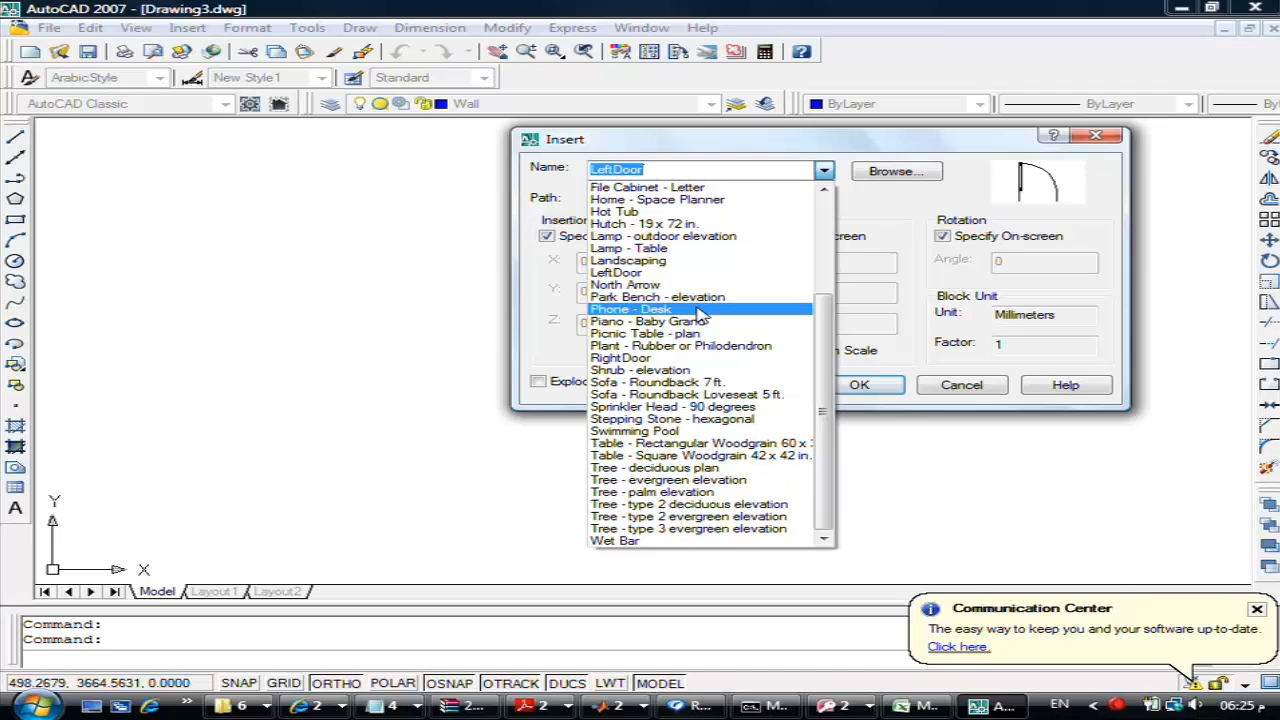 AutoCAD 2007 - [Drawing3.dwg]
File Edit View Insert Format Tools Draw Dimension Modify Express Window Help
ArabicStyle New Style1 Standard
AutoCAD Classic Wall ByLayer ByLayer
Insert
Name: LeftDoor Browse...
Path:
File Cabinet - Letter
Home - Space Planner
Hot Tub
Hutch - 19 x 72 in.
Lamp - outdoor elevation
Lamp - Table
Landscaping
LeftDoor
North Arrow
Park Bench - elevation
Phone - Desk
Piano - Baby Grand
Picnic Table - plan
Plant - Rubber or Philodendron
RightDoor
Shrub - elevation
Sofa - Roundback 7 ft.
Sofa - Roundback Loveseat 5 ft.
Sprinkler Head - 90 degrees
Stepping Stone - hexagonal
Swimming Pool
Table - Rectangular Woodgrain 60 x
Table - Square Woodgrain 42 x 42 in.
Tree - deciduous plan
Tree - evergreen elevation
Tree - palm elevation
Tree - type 2 deciduous elevation
Tree - type 2 evergreen elevation
Tree - type 3 evergreen elevation
Wet Bar
Rotation
Specify On-screen
Angle: 0
Block Unit
Unit: Millimeters
Factor: 1
X:
Y:
Z:
Scale
OK Cancel Help
Y
X
Model Layout1 Layout2
Command:
Command:
Communication Center
The easy way to keep you and your software up-to-date.
Click here.
498.2679, 3664.5631, 0.0000 SNAP GRID ORTHO POLAR OSNAP OTRACK DUCS LWT MODEL
6 2 4 2... 2 2 R... M... 2 M... A... EN 06:25 م